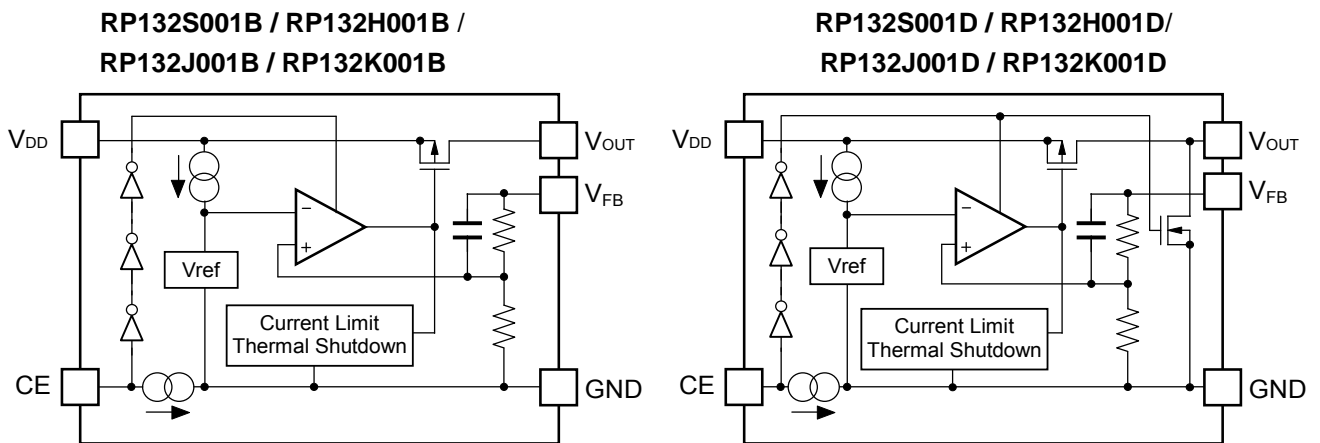 RP132S001B / RP132H001B /
RP132J001B / RP132K001B
VDD
VOUT
VFB
−
+
Vref
Current Limit
Thermal Shutdown
CE
GND
RP132S001D / RP132H001D/
RP132J001D / RP132K001D
VDD
VOUT
VFB
−
+
Vref
Current Limit
Thermal Shutdown
CE
GND